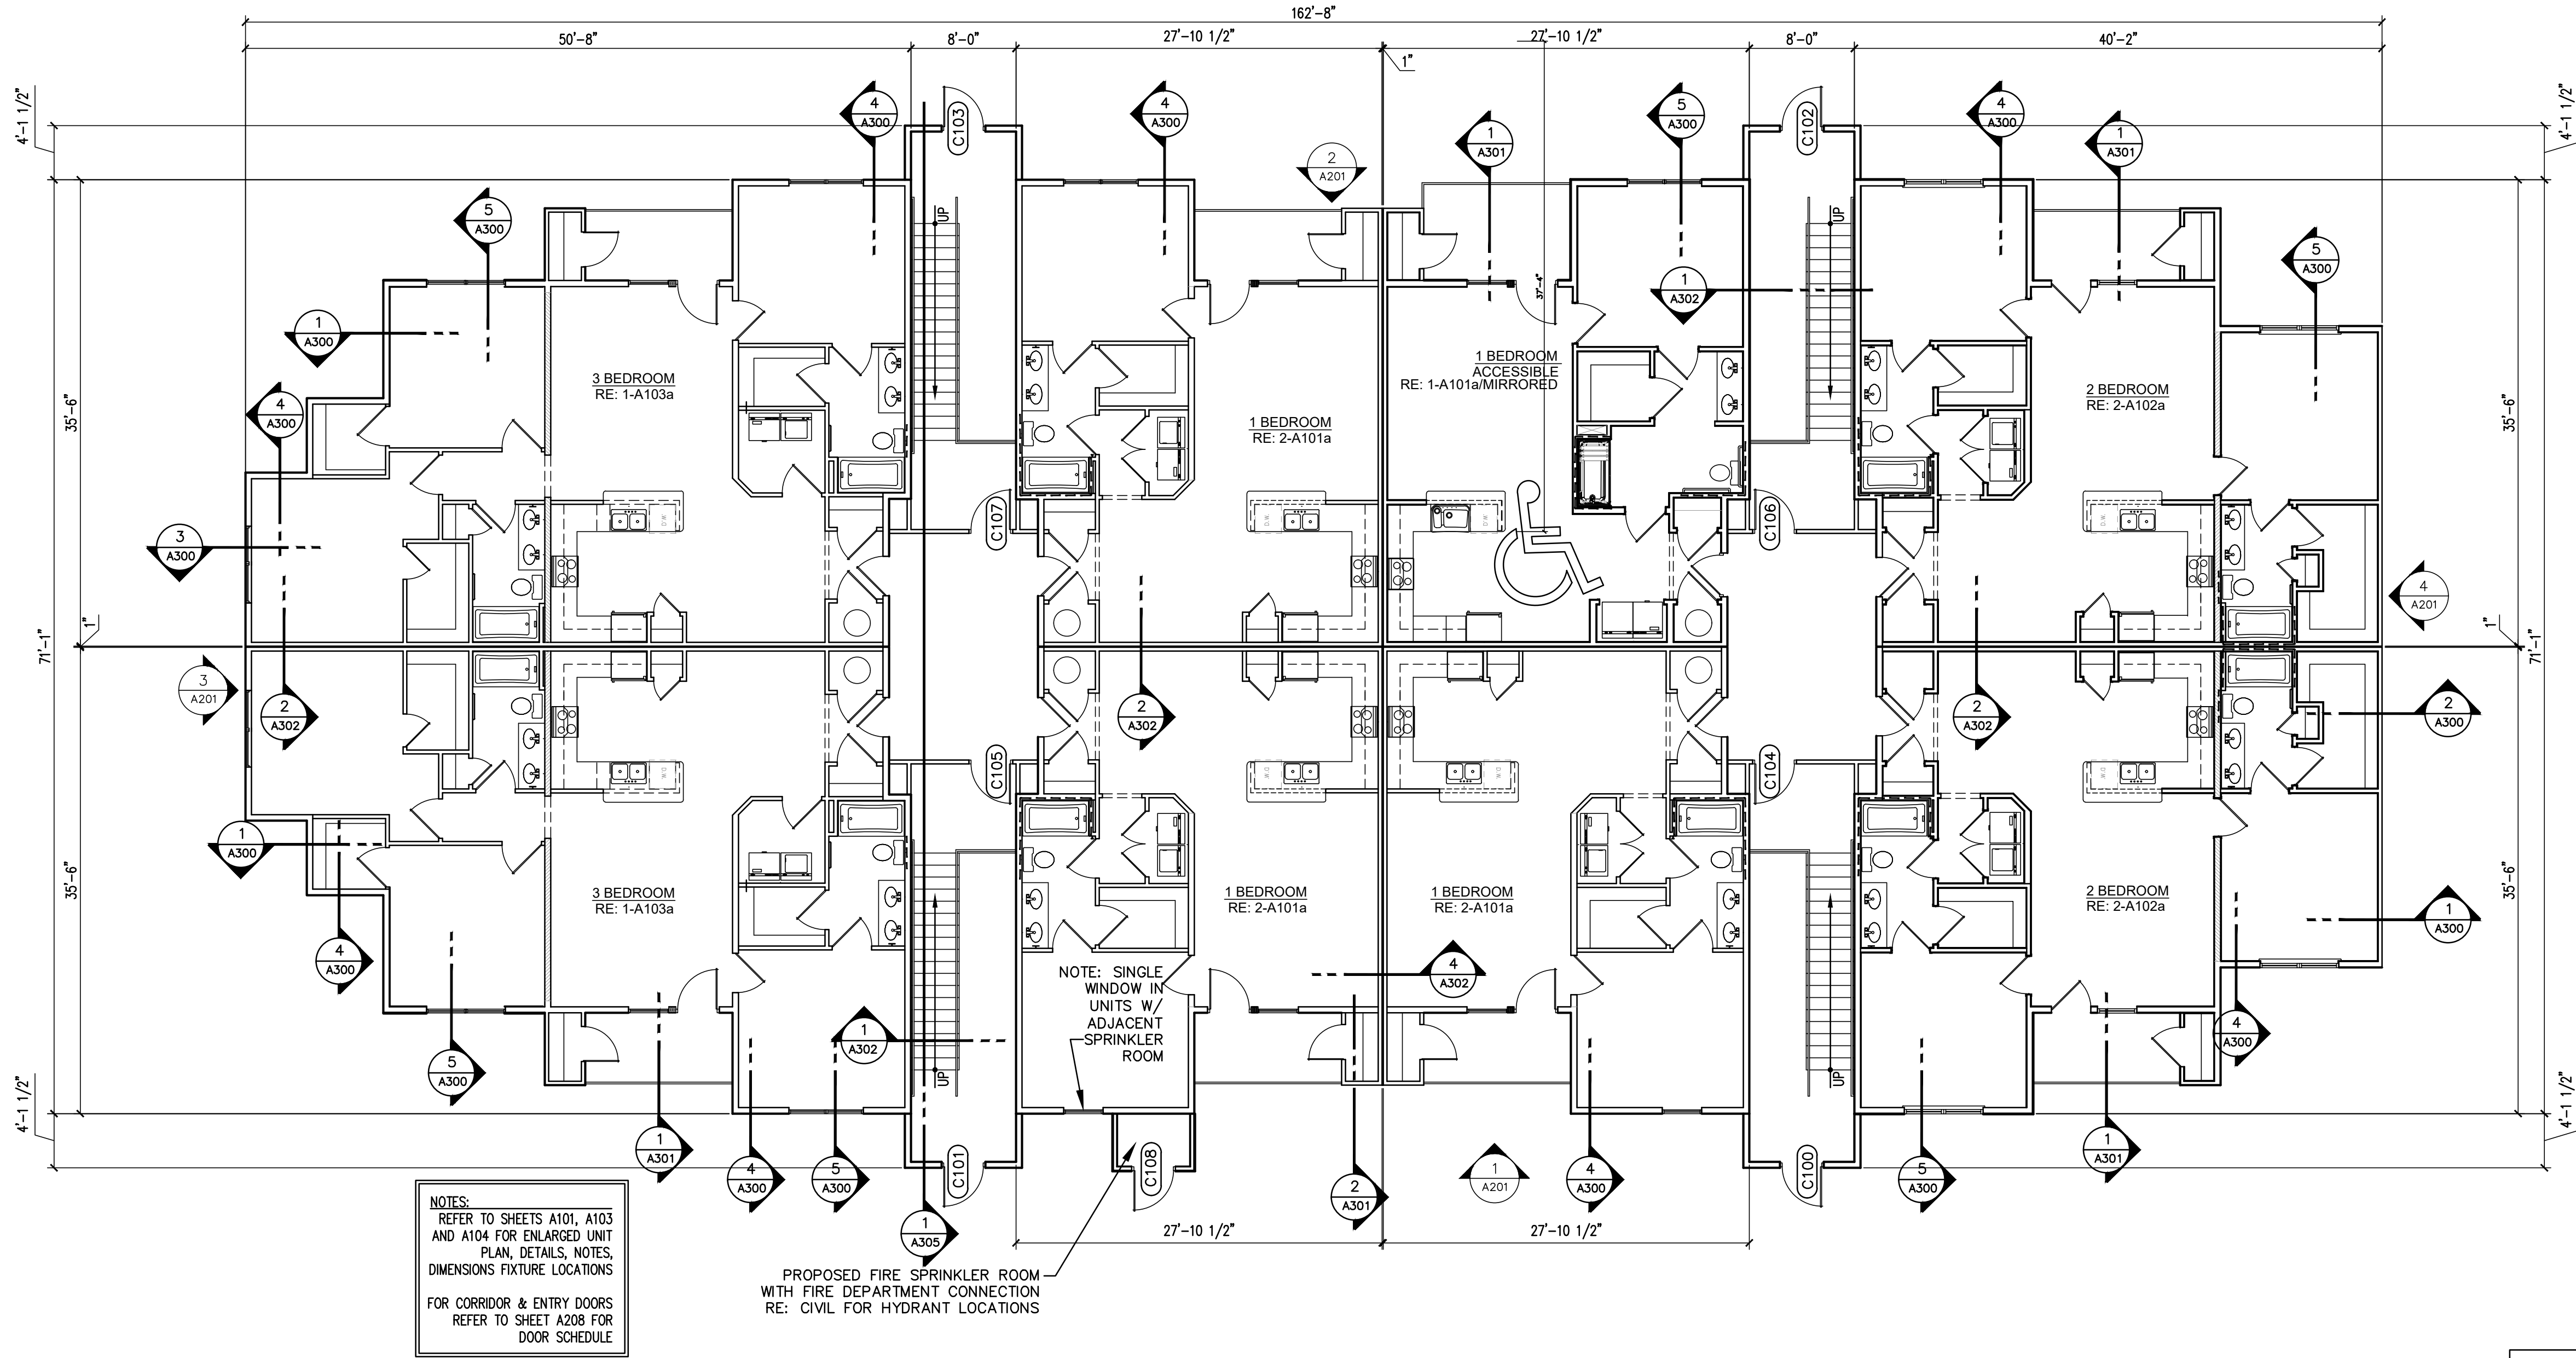 162'-8"
50'-8"
8'-0"
27'-10 1/2"
27'-10 1/2"
8'-0"
40'-2"
1"
4'-1 1/2"
4'-1 1/2"
4
A300
C103
4
A300
2
A201
1
A301
5
A300
C102
4
A300
1
A301
5
A300
UP
UP
5
A300
1
A300
1
A302
37'-4"
3 BEDROOM
RE: 1-A103a
1 BEDROOM
RE: 2-A101a
1 BEDROOM
ACCESSIBLE
RE: 1-A101a/MIRRORED
2 BEDROOM
RE: 2-A102a
35'-6"
35'-6"
4
A300
3
A300
C107
C106
D.W.
D.W.
D.W.
4
A201
1"
1"
71'-1"
71'-1"
3
A201
2
A302
2
A302
2
A302
2
A300
C105
C104
D.W.
D.W.
D.W.
D.W.
1
A300
35'-6"
35'-6"
3 BEDROOM
RE: 1-A103a
1 BEDROOM
RE: 2-A101a
1 BEDROOM
RE: 2-A101a
2 BEDROOM
RE: 2-A102a
1
A300
4
A300
NOTE: SINGLE
WINDOW IN
UNITS W/
ADJACENT
SPRINKLER
ROOM
4
A302
1
A302
4
A300
5
A300
UP
UP
4'-1 1/2"
4'-1 1/2"
1
A301
4
A300
5
A300
C101
C108
2
A301
1
A201
4
A300
C100
5
A300
1
A301
1
A305
27'-10 1/2"
27'-10 1/2"
NOTES:
REFER TO SHEETS A101, A103
AND A104 FOR ENLARGED UNIT
PLAN, DETAILS, NOTES,
DIMENSIONS FIXTURE LOCATIONS
FOR CORRIDOR & ENTRY DOORS
REFER TO SHEET A208 FOR
DOOR SCHEDULE
PROPOSED FIRE SPRINKLER ROOM
WITH FIRE DEPARTMENT CONNECTION
RE: CIVIL FOR HYDRANT LOCATIONS